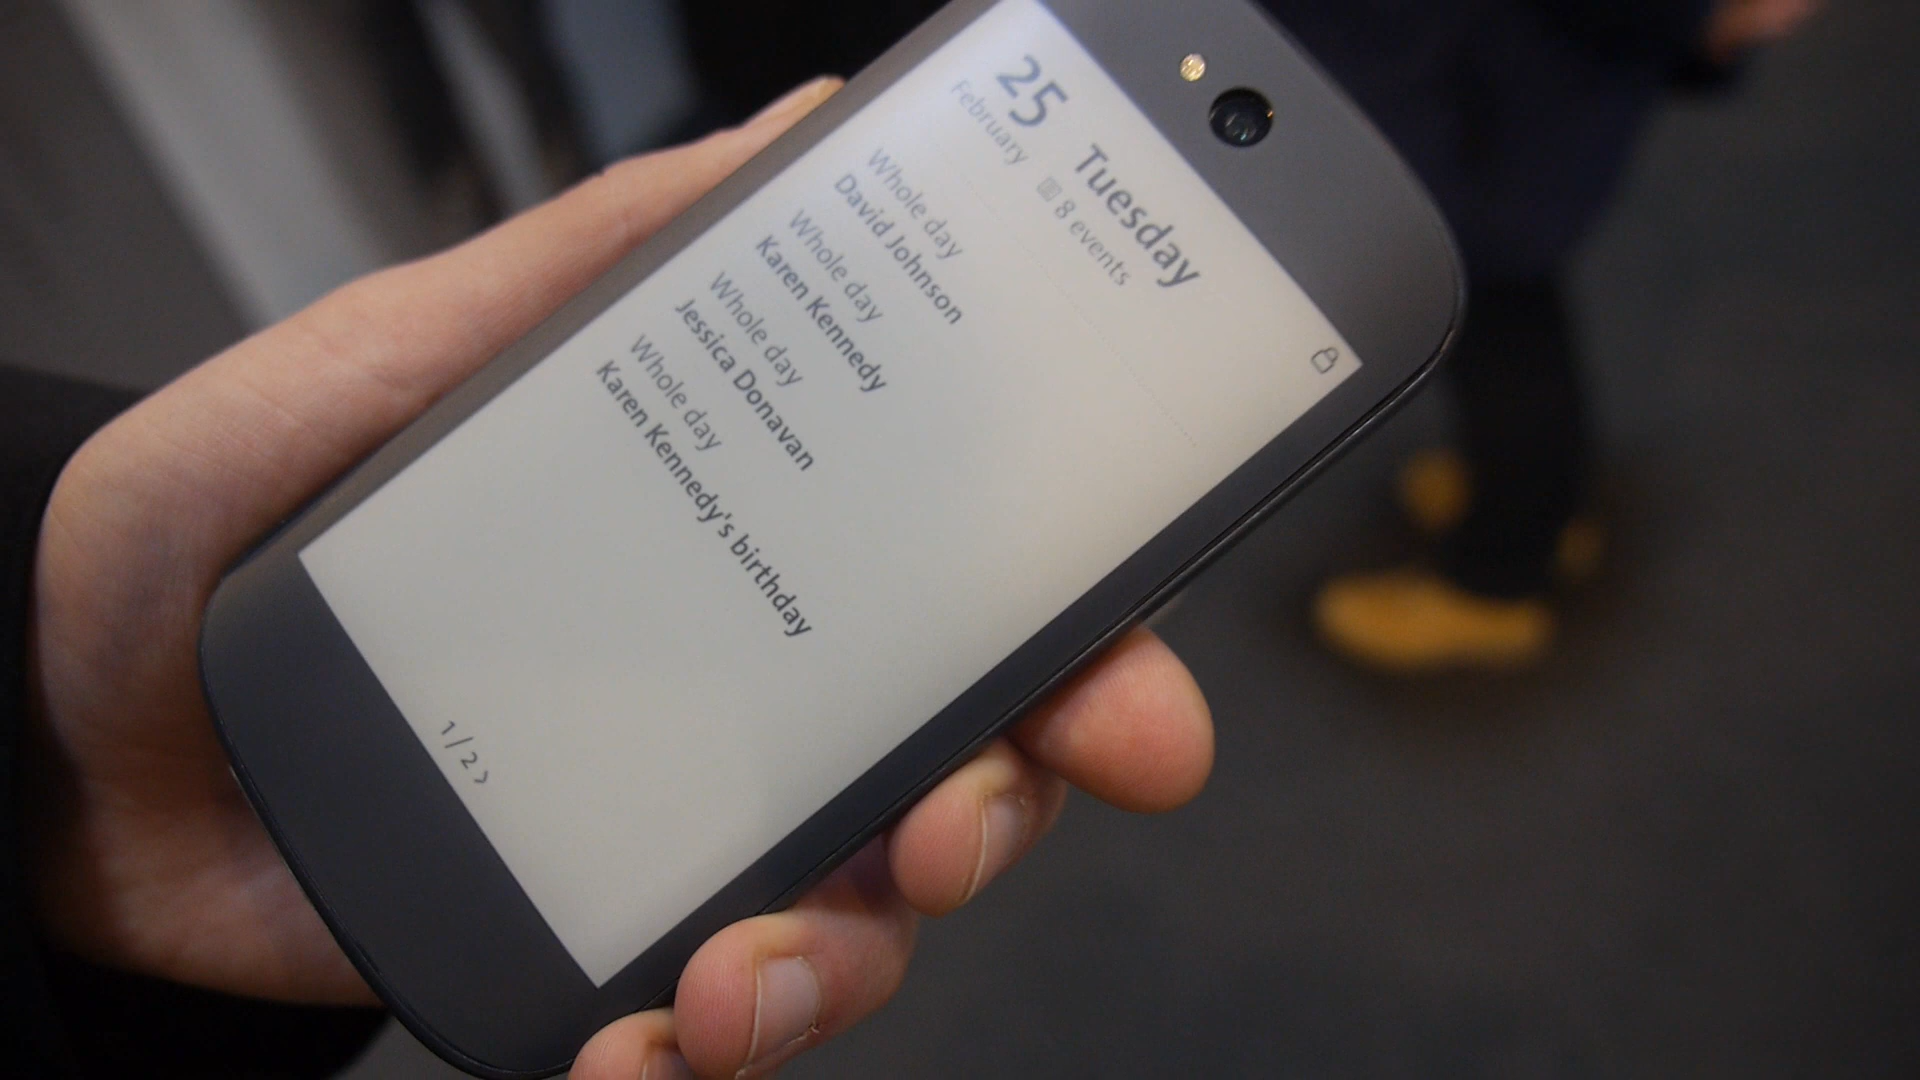 25
February
Tuesday
8 events
Whole day
David Johnson
Whole day
Karen Kennedy
Whole day
Jessica Donavan
Whole day
Karen Kennedy's birthday
1/2 >